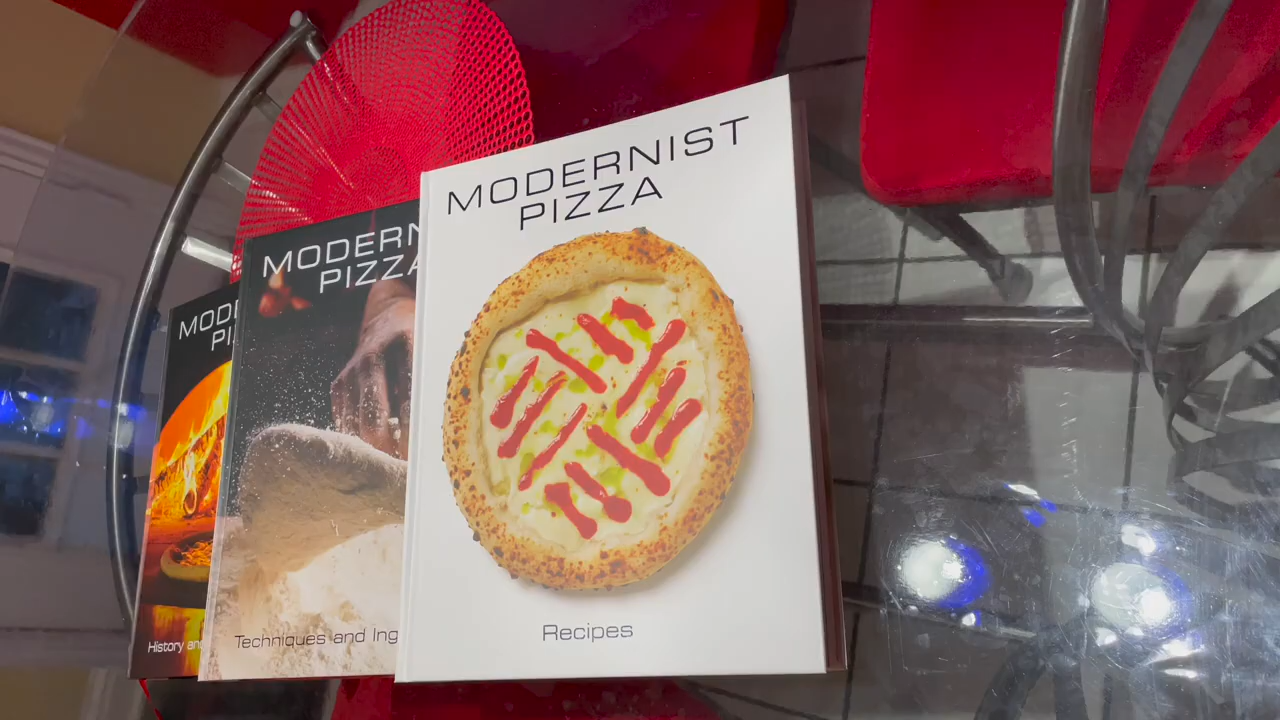 MODERNIST
PIZZA
Recipes
MODERN
PIZZA
Techniques and Ing
MOD
PI
History and